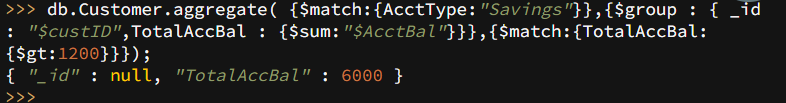 >>> db.Customer.aggregate( {$match:{AcctType:"Savings"}},{$group : { _id
: "$custID",TotalAccBal : {$sum:"$AcctBal"}}},{$match:{TotalAccBal:
{$gt:1200}}});
{ "_id" : null, "TotalAccBal" : 6000 }
>>>